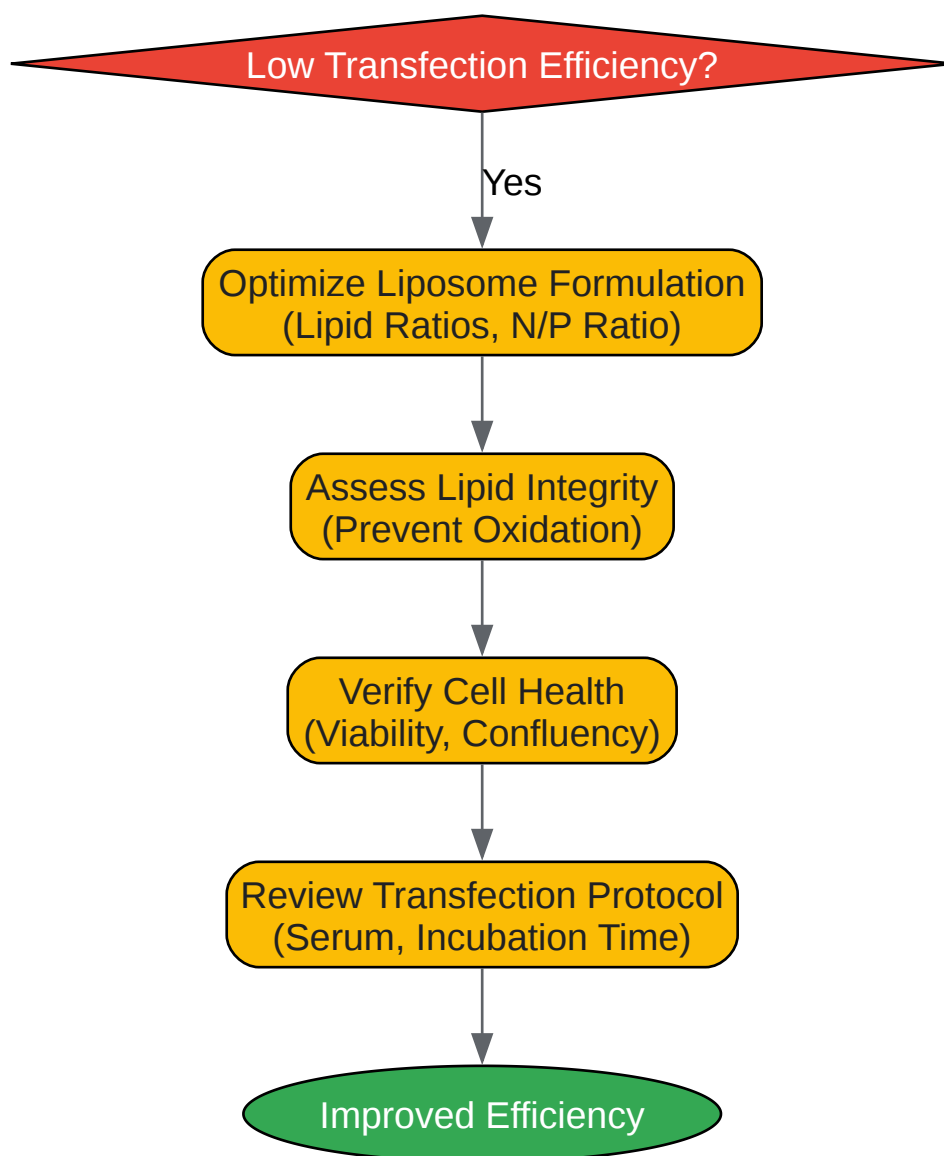 Low Transfection Efficiency?
Yes
Optimize Liposome Formulation
(Lipid Ratios, N/P Ratio)
Assess Lipid Integrity
(Prevent Oxidation)
Verify Cell Health
(Viability, Confluency)
Review Transfection Protocol
(Serum, Incubation Time)
Improved Efficiency